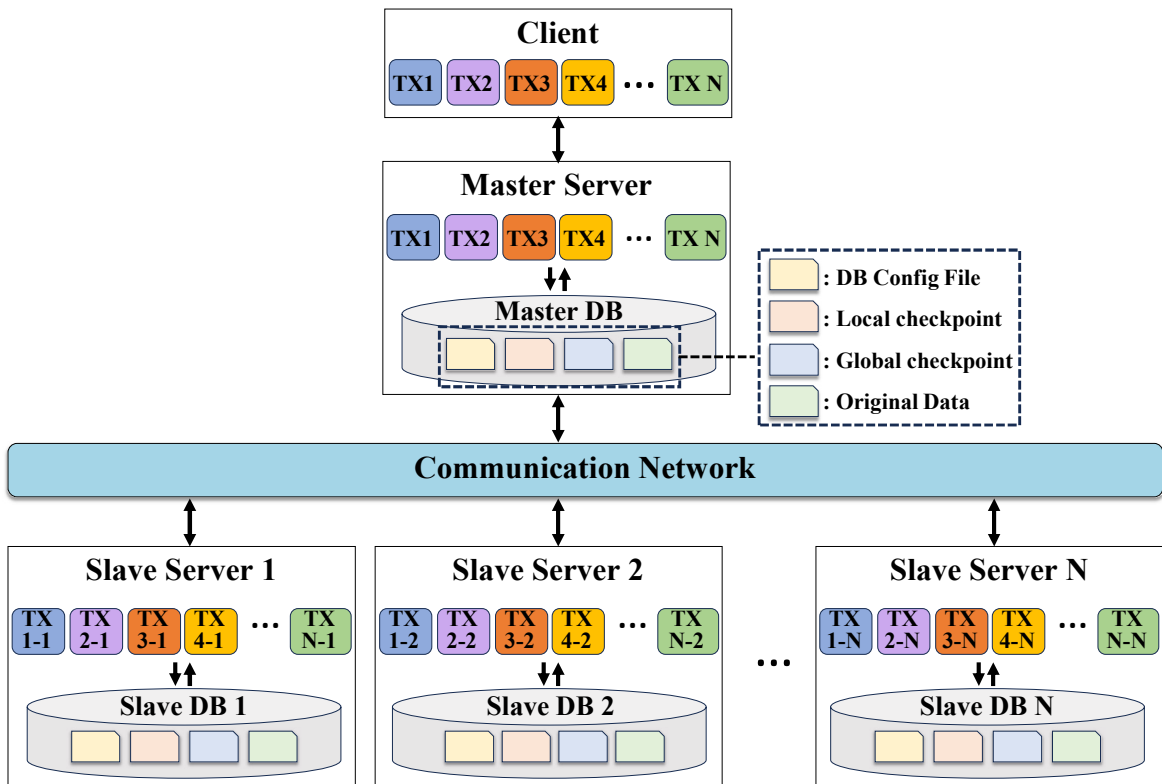 Client
TX1 TX2 TX3 TX4 ... TX N
Master Server
TX1 TX2 TX3 TX4 ... TX N
Master DB
: DB Config File
: Local checkpoint
: Global checkpoint
: Original Data
Communication Network
Slave Server 1
TX 1-1 TX 2-1 TX 3-1 TX 4-1 ... TX N-1
Slave DB 1
Slave Server 2
TX 1-2 TX 2-2 TX 3-2 TX 4-2 ... TX N-2
Slave DB 2
...
Slave Server N
TX 1-N TX 2-N TX 3-N TX 4-N ... TX N-N
Slave DB N